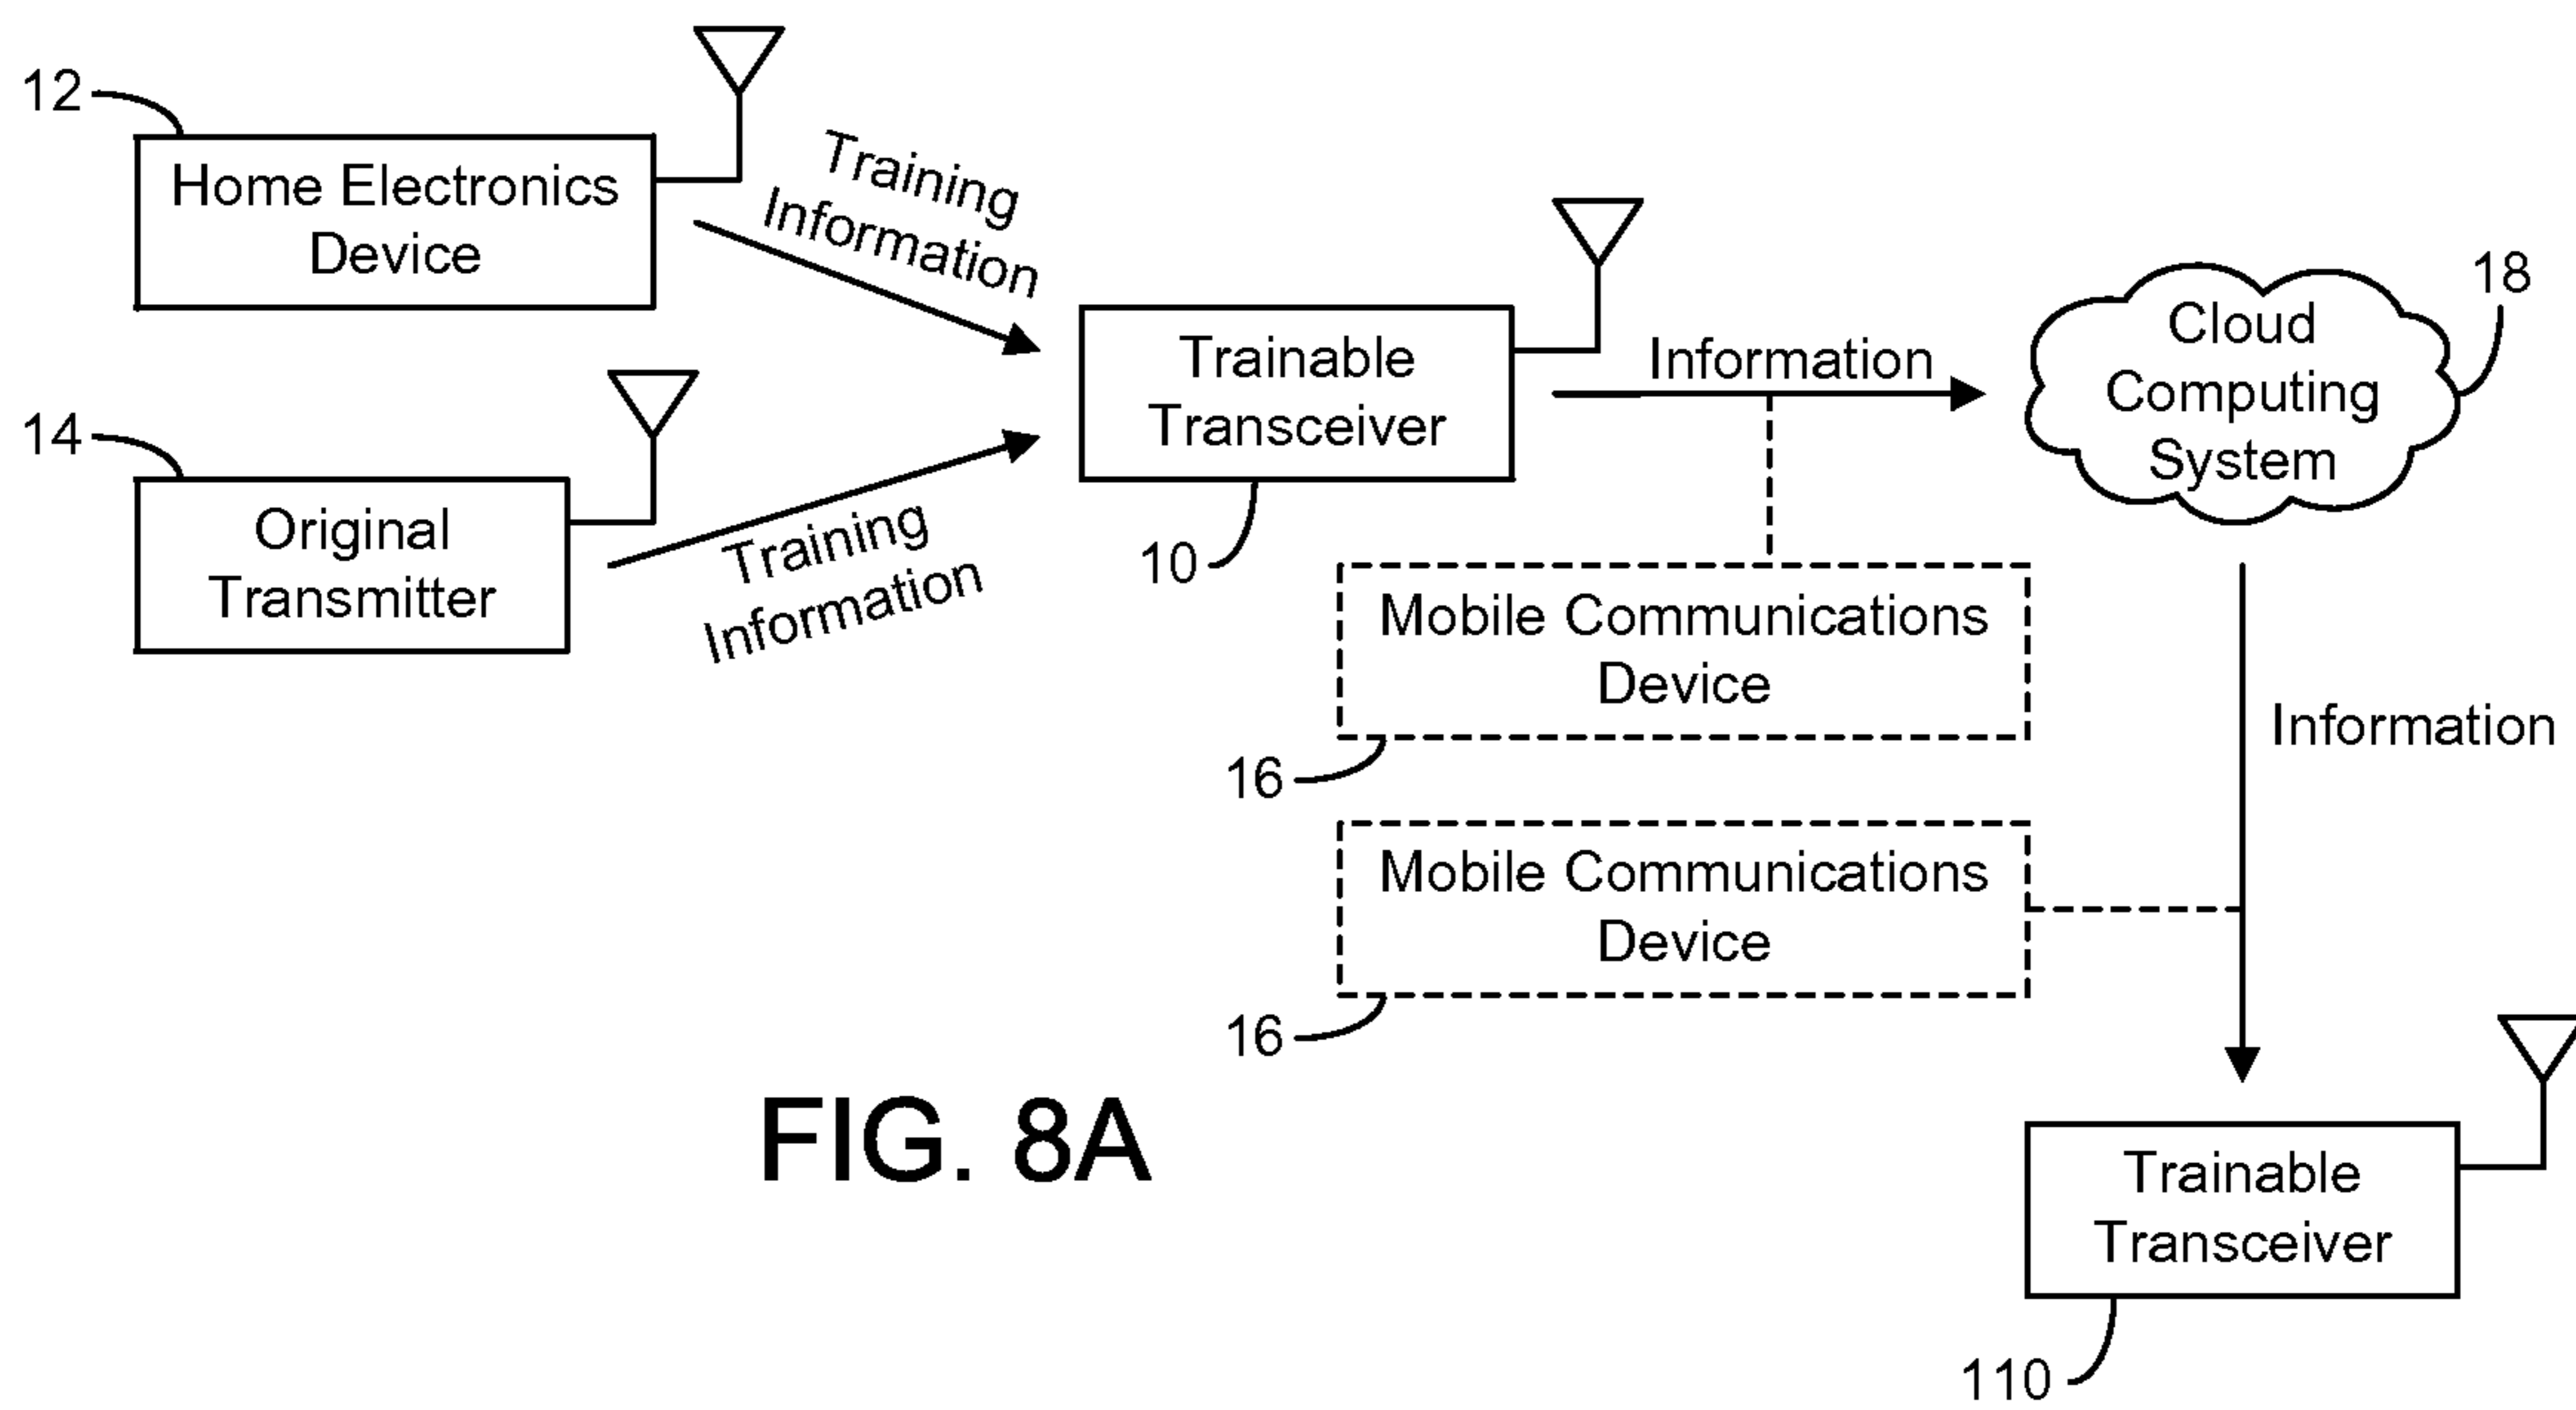 12
Home Electronics
Device
Training
Information
14
Original
Transmitter
Training
Information
Trainable
Transceiver
10
Information
Cloud
Computing
System
18
Mobile Communications
Device
16
Information
Mobile Communications
Device
16
Trainable
Transceiver
110
FIG. 8A